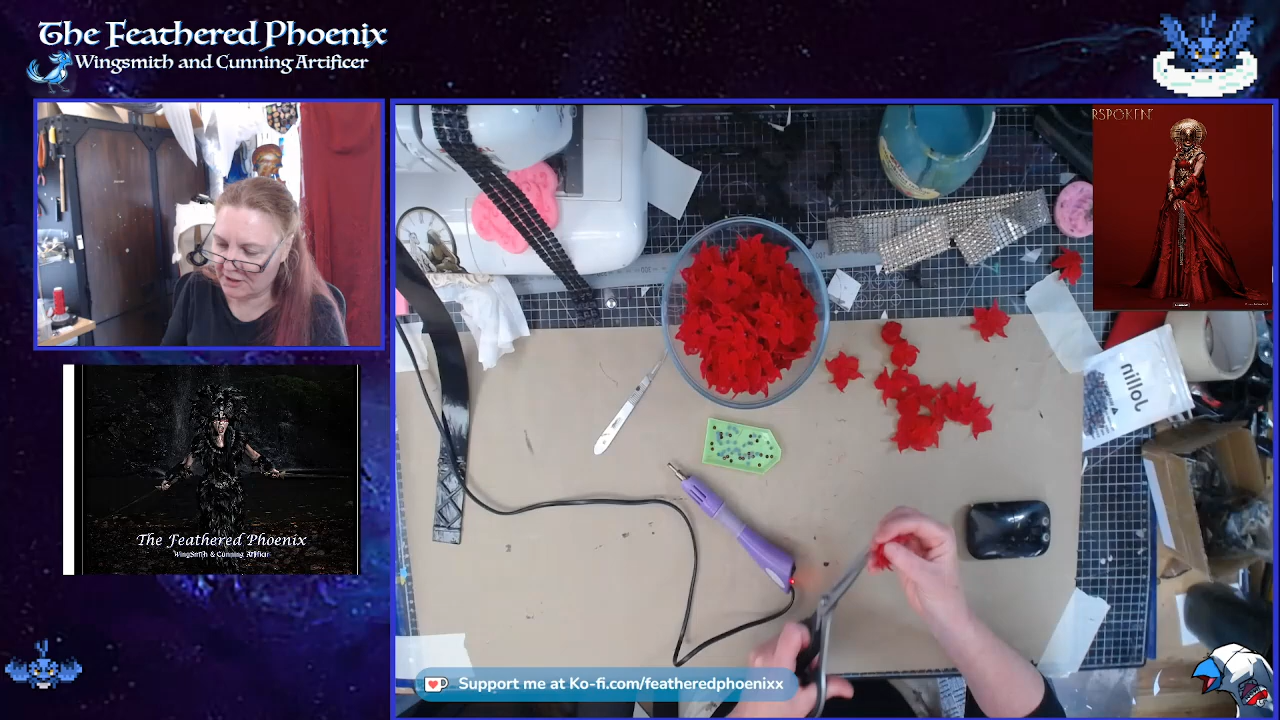 The Feathered Phoenix
Wingsmith and Cunning Artificer
RSPOKEN
nillol
The Feathered Phoenix
WingSmith & Cunning Artificer
Support me at Ko-fi.com/featheredphoenixx